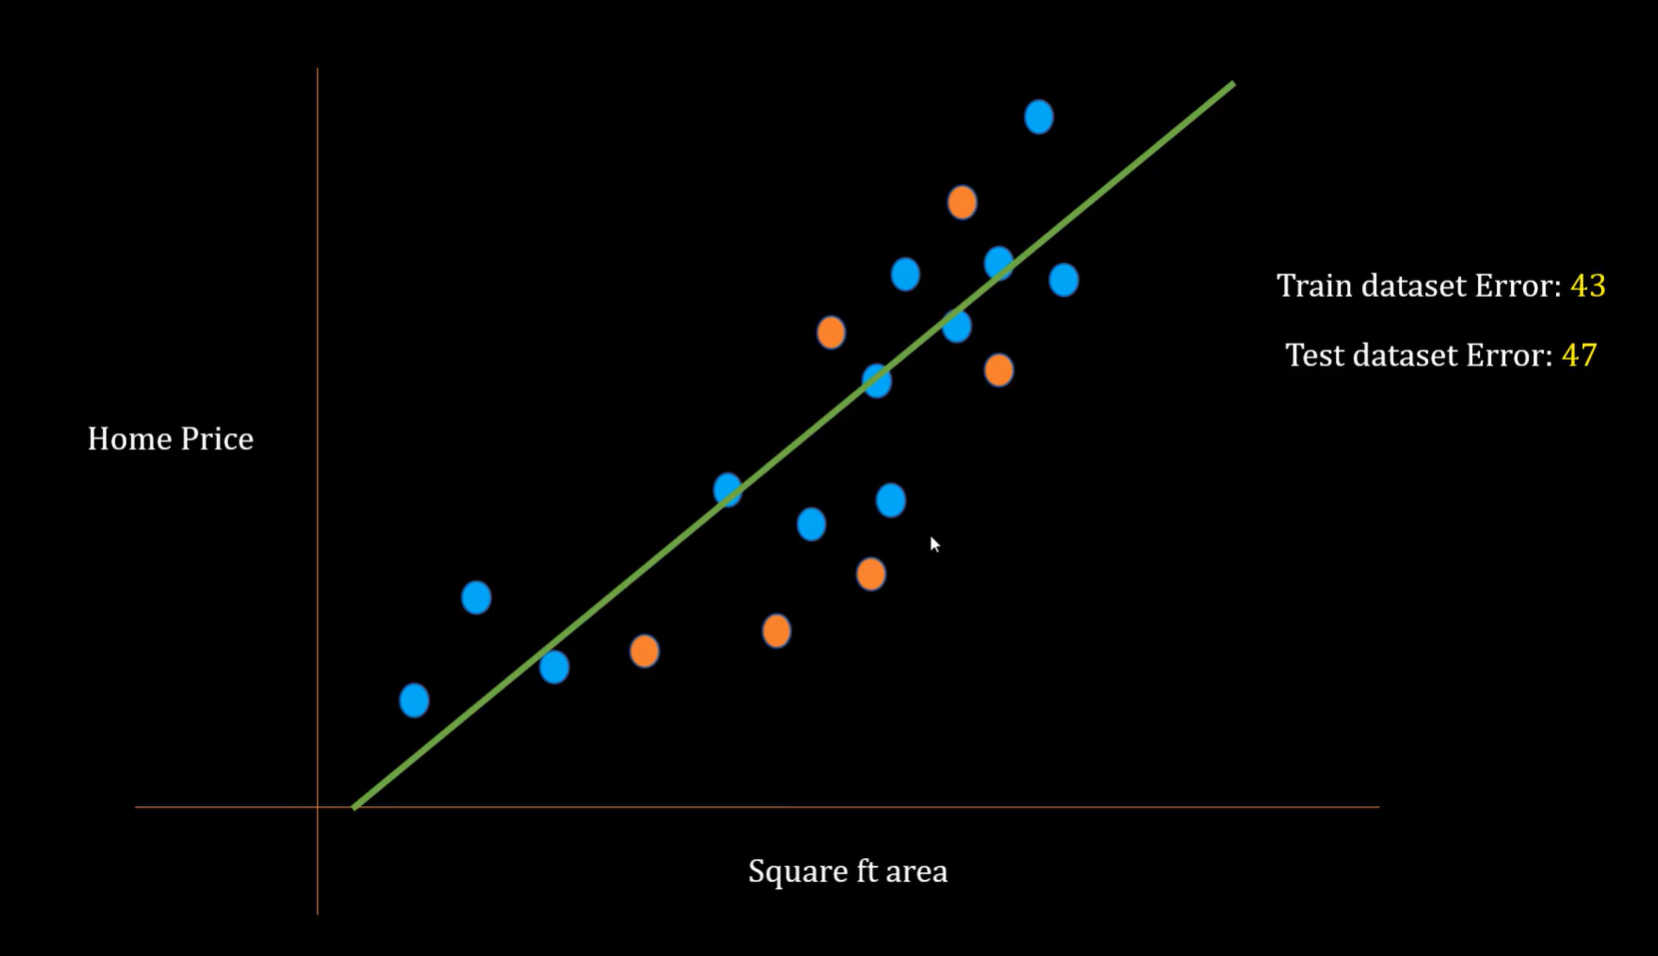 Train dataset Error: 43
Test dataset Error: 47
Home Price
Square ft area